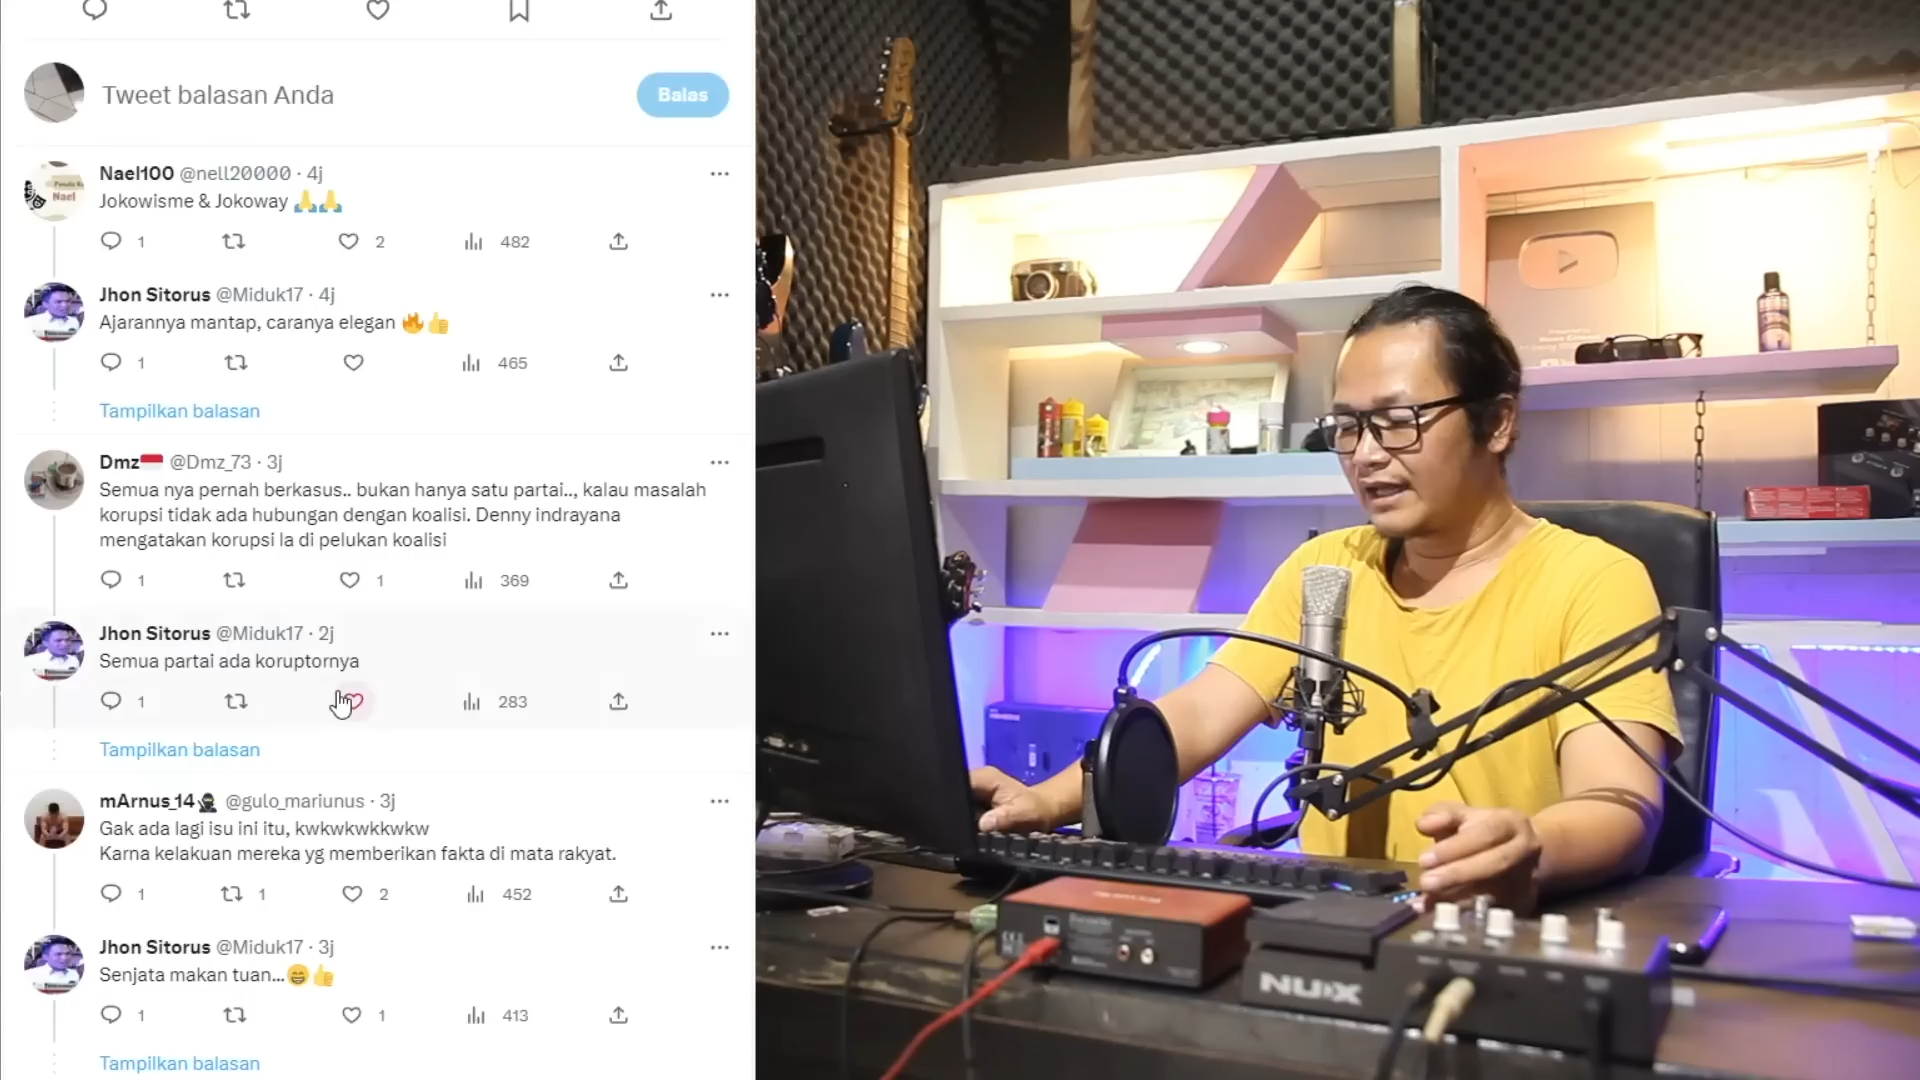 Tweet balasan Anda
Balas
Nael100 @nell20000 · 4j
Jokowisme & Jokoway 🙏🙏
1
2
482
Jhon Sitorus @Miduk17 · 4j
Ajarannya mantap, caranya elegan 🔥👍
1
465
Tampilkan balasan
Dmz🇮🇩 @Dmz_73 · 3j
Semua nya pernah berkasus.. bukan hanya satu partai.., kalau masalah
korupsi tidak ada hubungan dengan koalisi. Denny indrayana
mengatakan korupsi la di pelukan koalisi
1
1
369
Jhon Sitorus @Miduk17 · 2j
Semua partai ada koruptornya
1
283
Tampilkan balasan
mArnus_14🥷 @gulo_mariunus · 3j
Gak ada lagi isu ini itu, kwkwkwkkwkw
Karna kelakuan mereka yg memberikan fakta di mata rakyat.
1
1
2
452
Jhon Sitorus @Miduk17 · 3j
Senjata makan tuan...😁👍
1
1
413
Tampilkan balasan
Nael
NUX